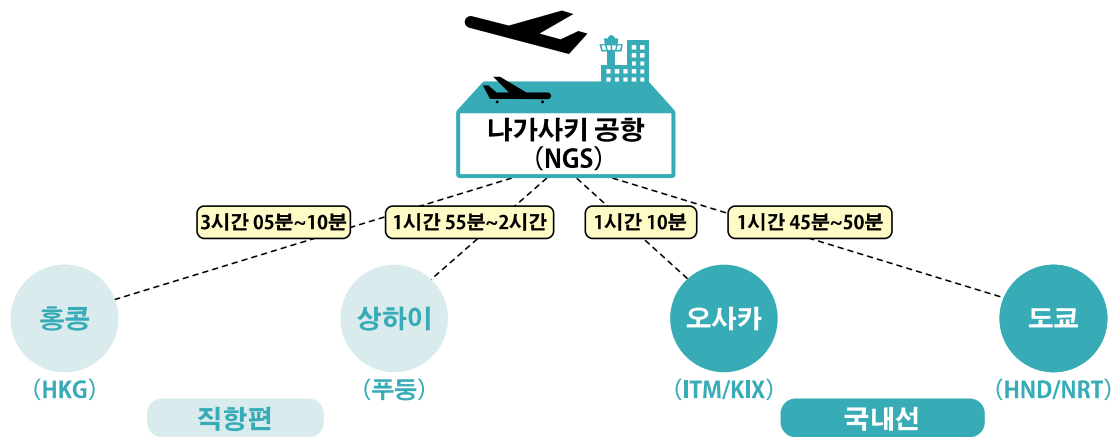 나가사키 공항
(NGS)
3시간 05분~10분
1시간 55분~2시간
1시간 10분
1시간 45분~50분
홍콩
상하이
오사카
도쿄
(HKG)
(푸둥)
(ITM/KIX)
(HND/NRT)
직항편
국내선